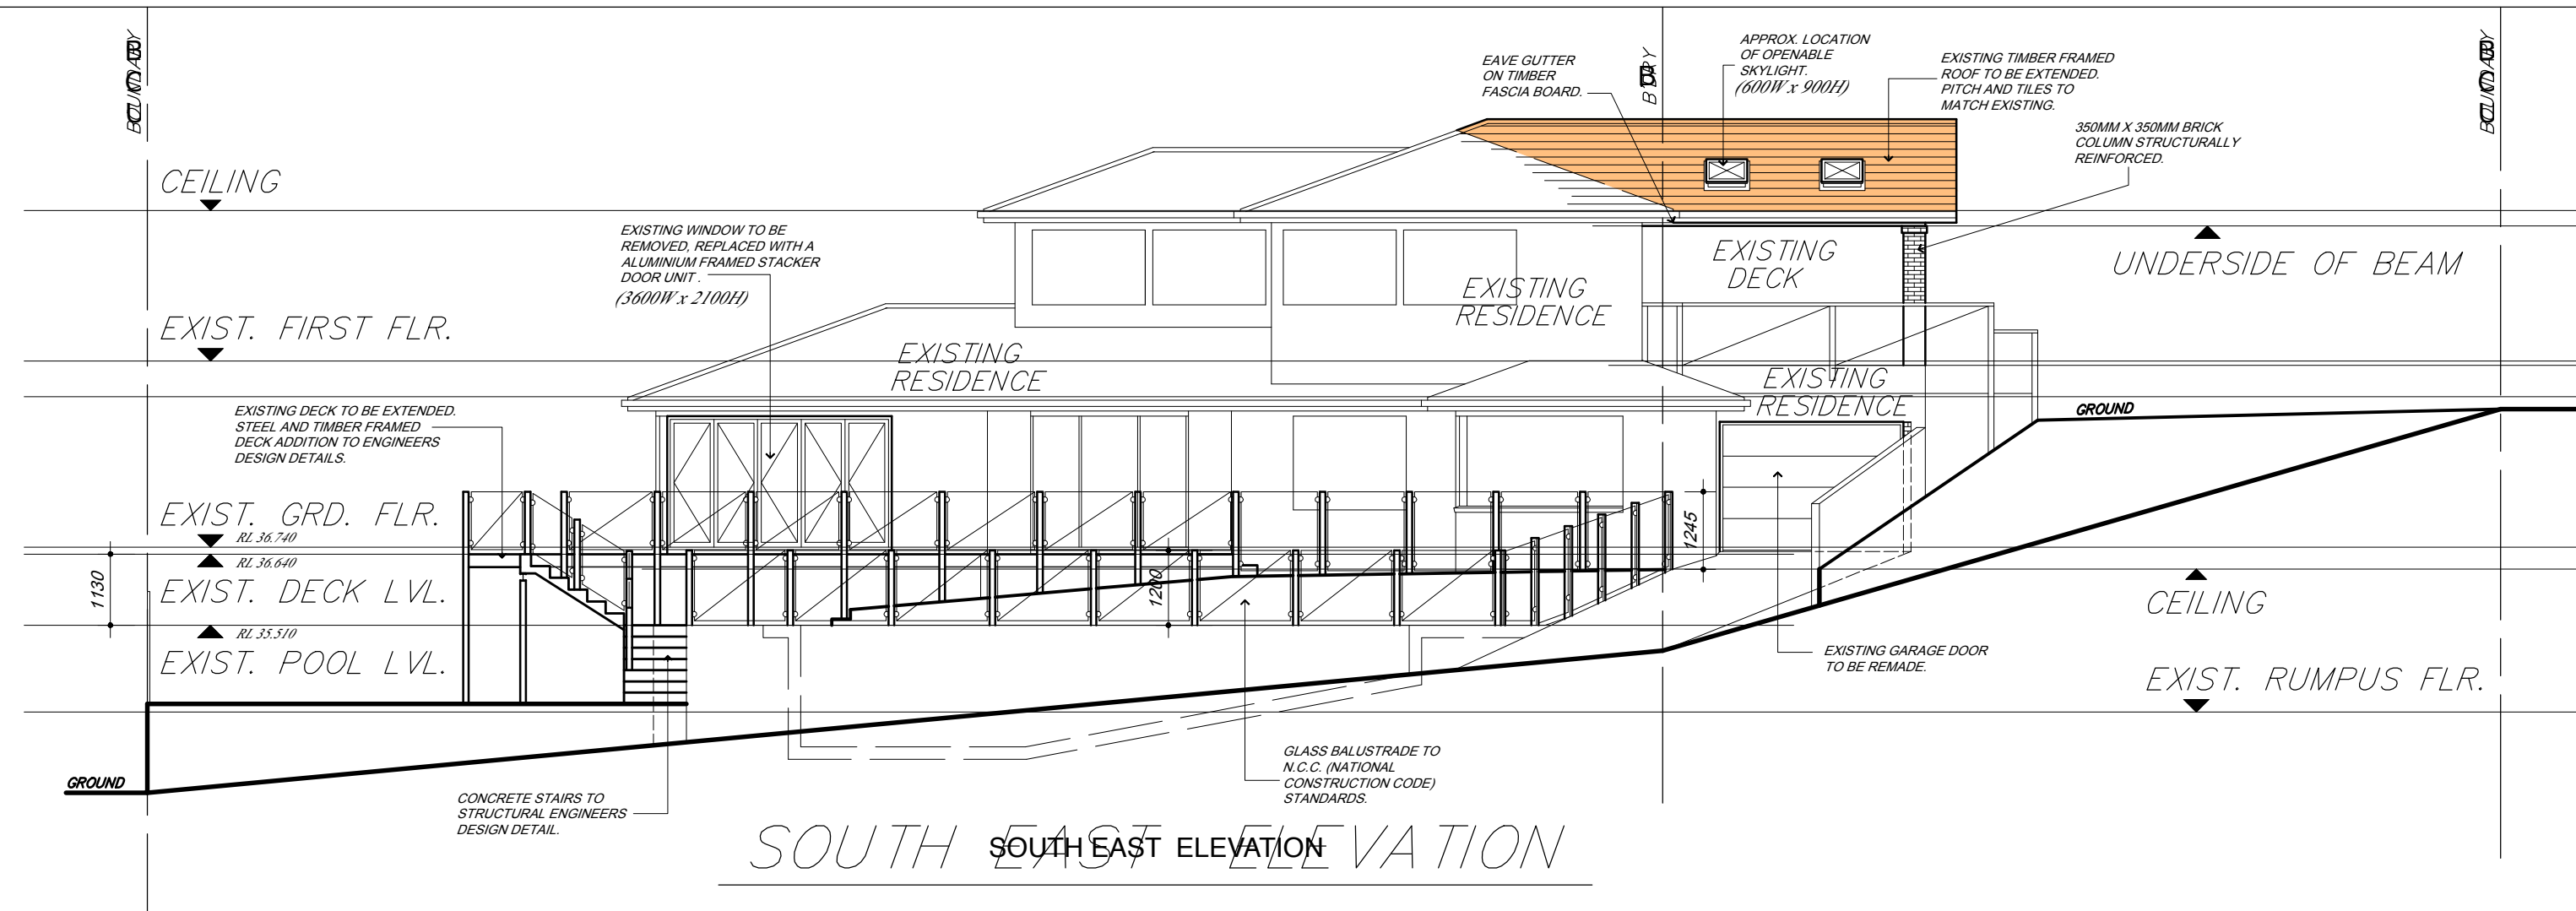 BOUNDARY
B'DRY
BOUNDARY
EAVE GUTTER
ON TIMBER
FASCIA BOARD.
APPROX. LOCATION
OF OPENABLE
SKYLIGHT.
(600W x 900H)
EXISTING TIMBER FRAMED
ROOF TO BE EXTENDED.
PITCH AND TILES TO
MATCH EXISTING.
350MM X 350MM BRICK
COLUMN STRUCTURALLY
REINFORCED.
CEILING
EXISTING WINDOW TO BE
REMOVED, REPLACED WITH A
ALUMINIUM FRAMED STACKER
DOOR UNIT .
(3600W x 2100H)
EXISTING
DECK
UNDERSIDE OF BEAM
EXISTING
RESIDENCE
EXIST. FIRST FLR.
EXISTING
RESIDENCE
EXISTING
RESIDENCE
GROUND
EXISTING DECK TO BE EXTENDED.
STEEL AND TIMBER FRAMED
DECK ADDITION TO ENGINEERS
DESIGN DETAILS.
EXIST. GRD. FLR.
RL 36.740
1245
RL 36.640
1130
EXIST. DECK LVL.
1200
CEILING
RL 35.510
EXIST. POOL LVL.
EXISTING GARAGE DOOR
TO BE REMADE.
EXIST. RUMPUS FLR.
GROUND
CONCRETE STAIRS TO
STRUCTURAL ENGINEERS
DESIGN DETAIL.
GLASS BALUSTRADE TO
N.C.C. (NATIONAL
CONSTRUCTION CODE)
STANDARDS.
SOUTH EAST ELEVATION
SOUTH EAST ELEVATION